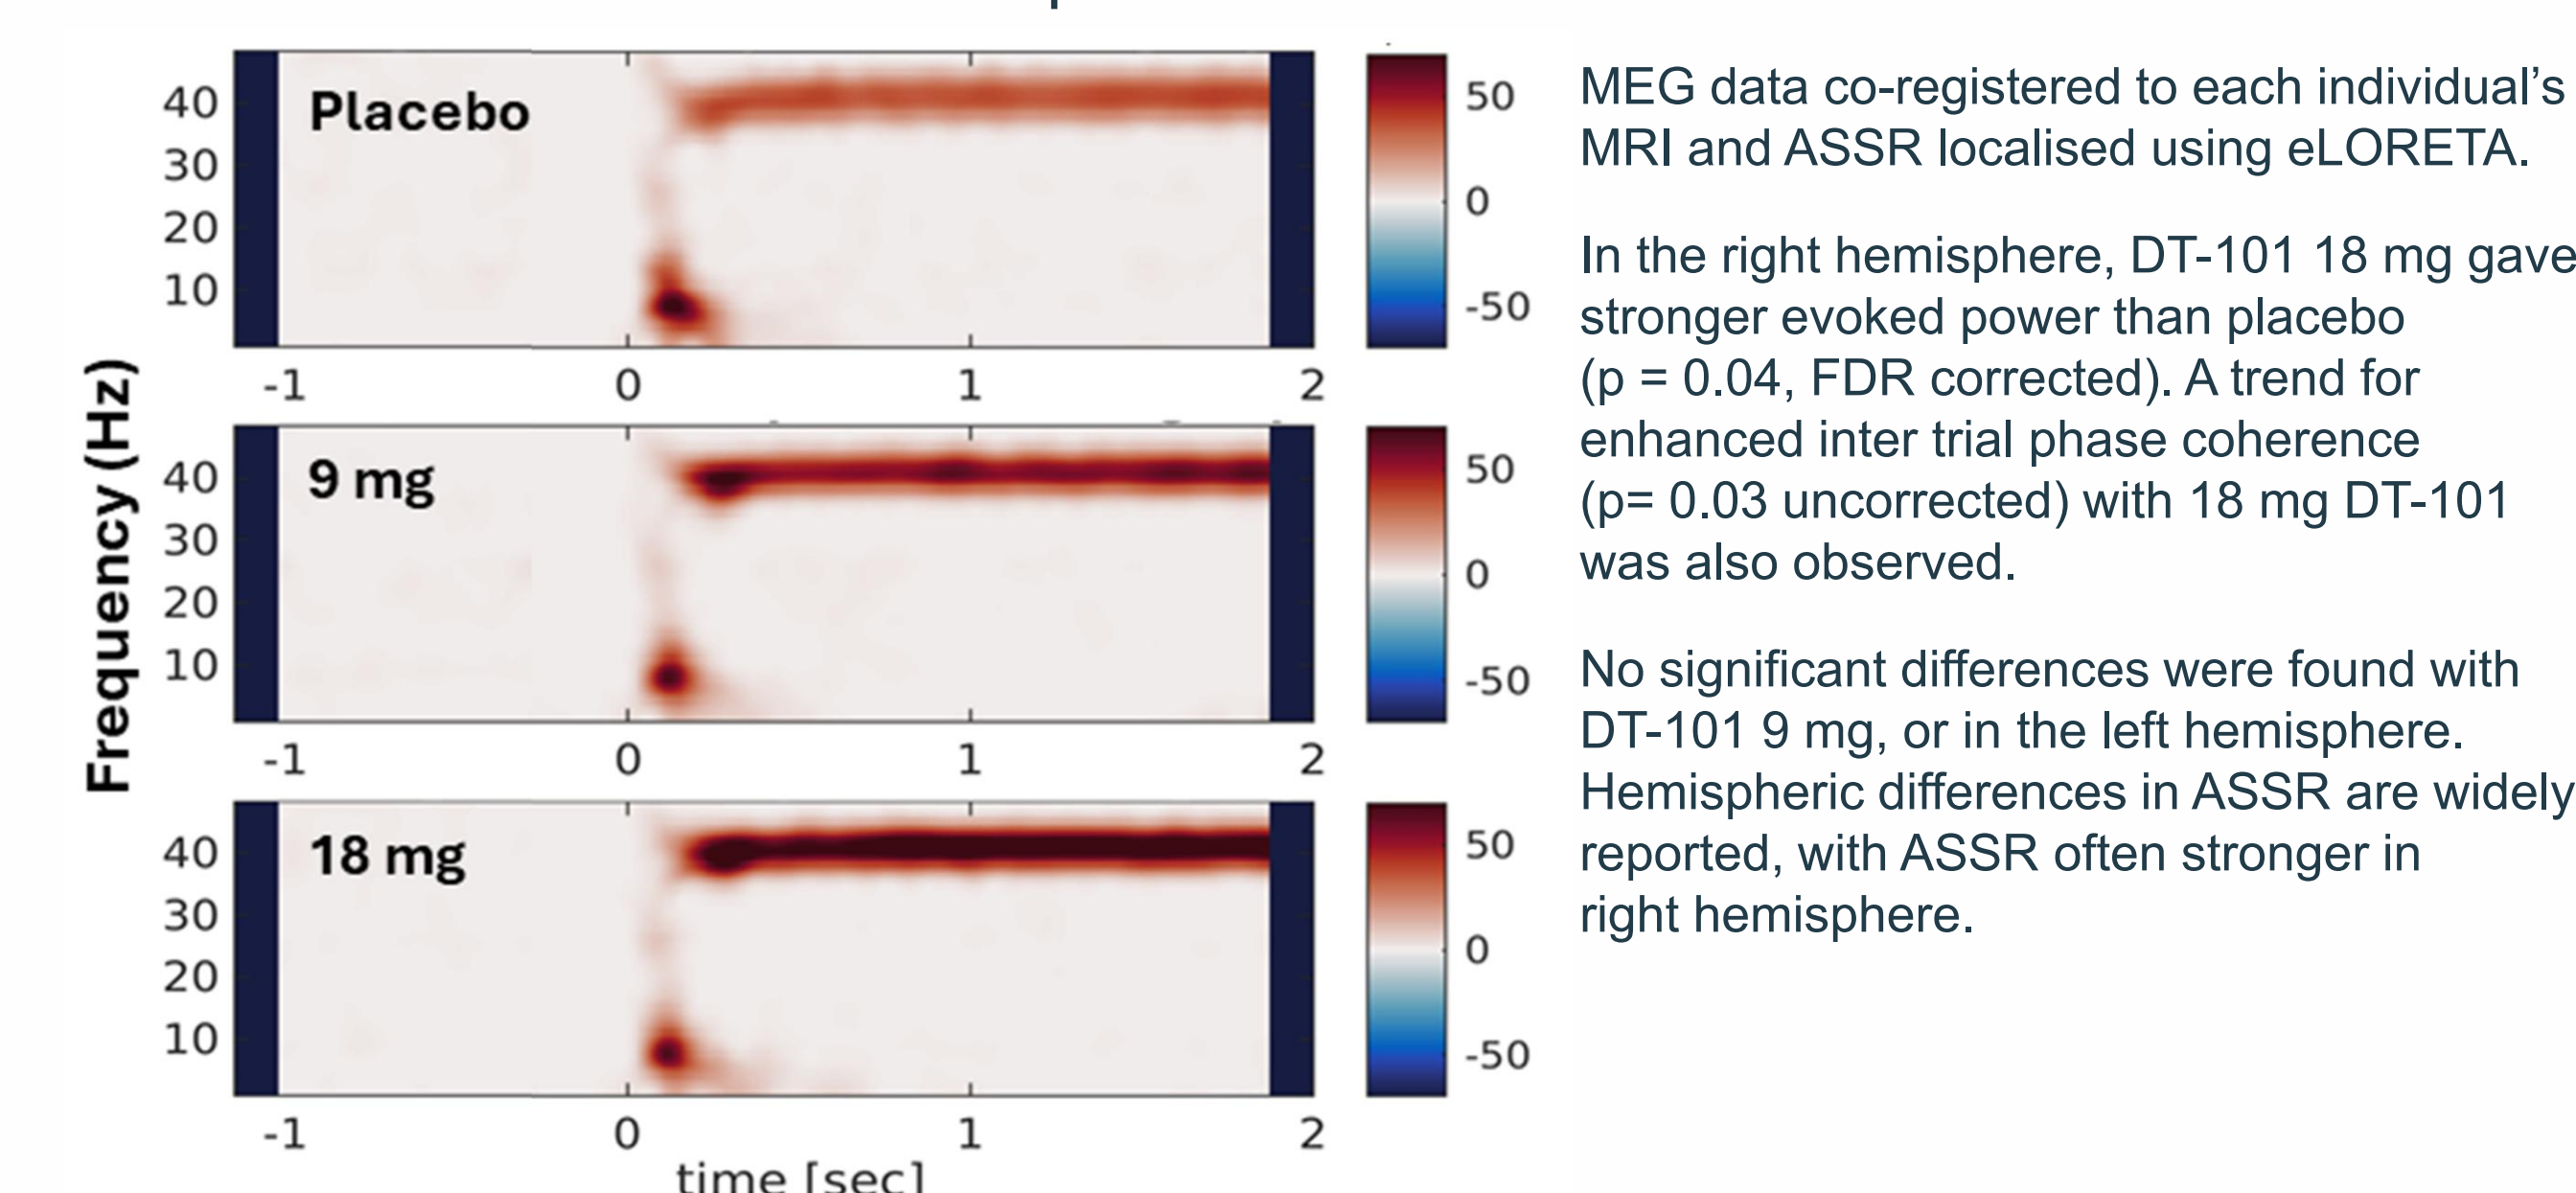 Frequency (Hz)
Placebo
40
30
20
10
-1
0
1
2
50
0
-50
9 mg
40
30
20
10
-1
0
1
2
50
0
-50
18 mg
40
30
20
10
-1
0
1
2
time [sec]
50
0
-50
MEG data co-registered to each individual’s
MRI and ASSR localised using eLORETA.
In the right hemisphere, DT-101 18 mg gave
stronger evoked power than placebo
(p = 0.04, FDR corrected). A trend for
enhanced inter trial phase coherence
(p= 0.03 uncorrected) with 18 mg DT-101
was also observed.
No significant differences were found with
DT-101 9 mg, or in the left hemisphere.
Hemispheric differences in ASSR are widely
reported, with ASSR often stronger in
right hemisphere.